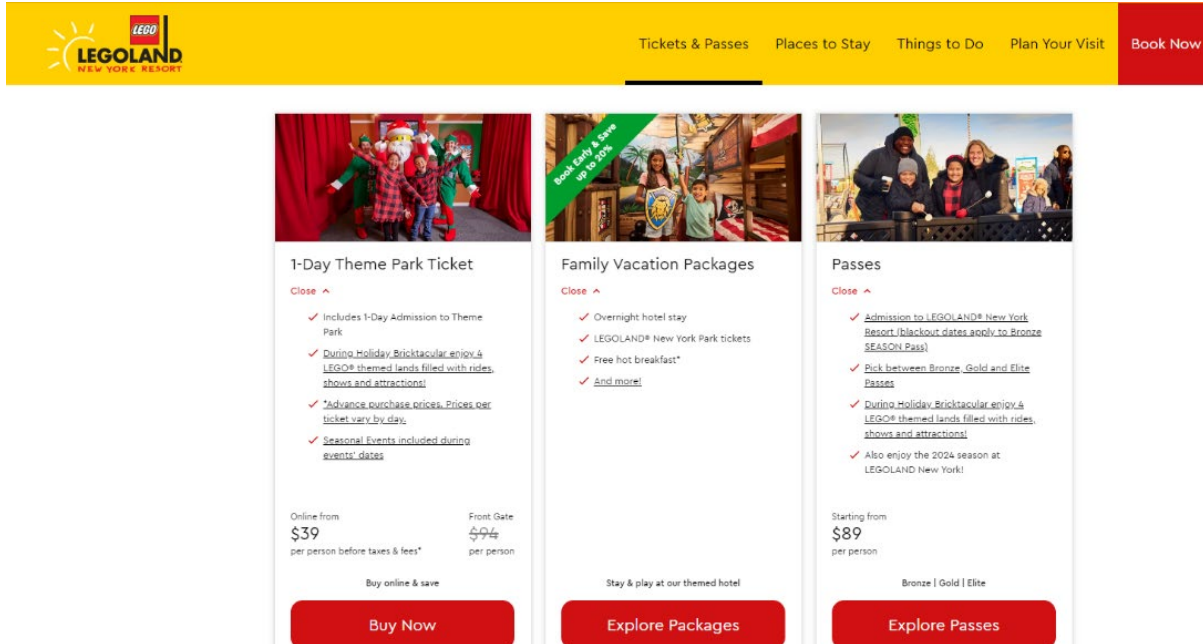 LEGO
LEGOLAND
NEW YORK RESORT
Tickets & Passes
Places to Stay
Things to Do
Plan Your Visit
Book Now
1-Day Theme Park Ticket
Close
Includes 1-Day Admission to Theme
Park
During Holiday Bricktacular enjoy 4
LEGO® themed lands filled with rides,
shows and attractions!
*Advance purchase prices. Prices per
ticket vary by day.
Seasonal Events included during
events' dates
Online from
$39
per person before taxes & fees*
Front Gate
$94
per person
Buy online & save
Buy Now
Book Early & Save
up to 20%
Family Vacation Packages
Close
Overnight hotel stay
LEGOLAND® New York Park tickets
Free hot breakfast*
And more!
Stay & play at our themed hotel
Explore Packages
Passes
Close
Admission to LEGOLAND® New York
Resort (blackout dates apply to Bronze
SEASON Pass)
Pick between Bronze, Gold and Elite
Passes
During Holiday Bricktacular enjoy 4
LEGO® themed lands filled with rides,
shows and attractions!
Also enjoy the 2024 season at
LEGOLAND New York!
Starting from
$89
per person
Bronze | Gold | Elite
Explore Passes